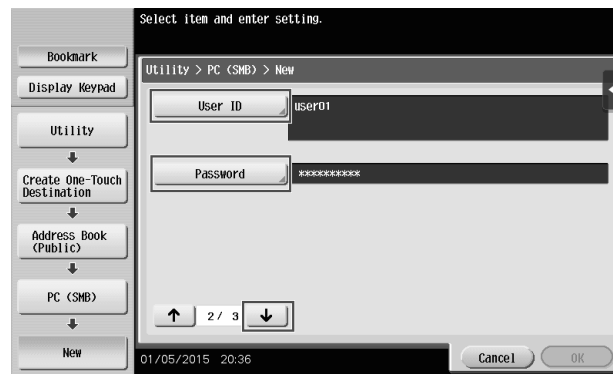 Select item and enter setting.
Bookmark
Display Keypad
Utility
Create One-Touch
Destination
Address Book
(Public)
PC (SMB)
New
Utility > PC (SMB) > New
User ID
user01
Password
**********
↑ 2/ 3 ↓
01/05/2015 20:36
Cancel
OK